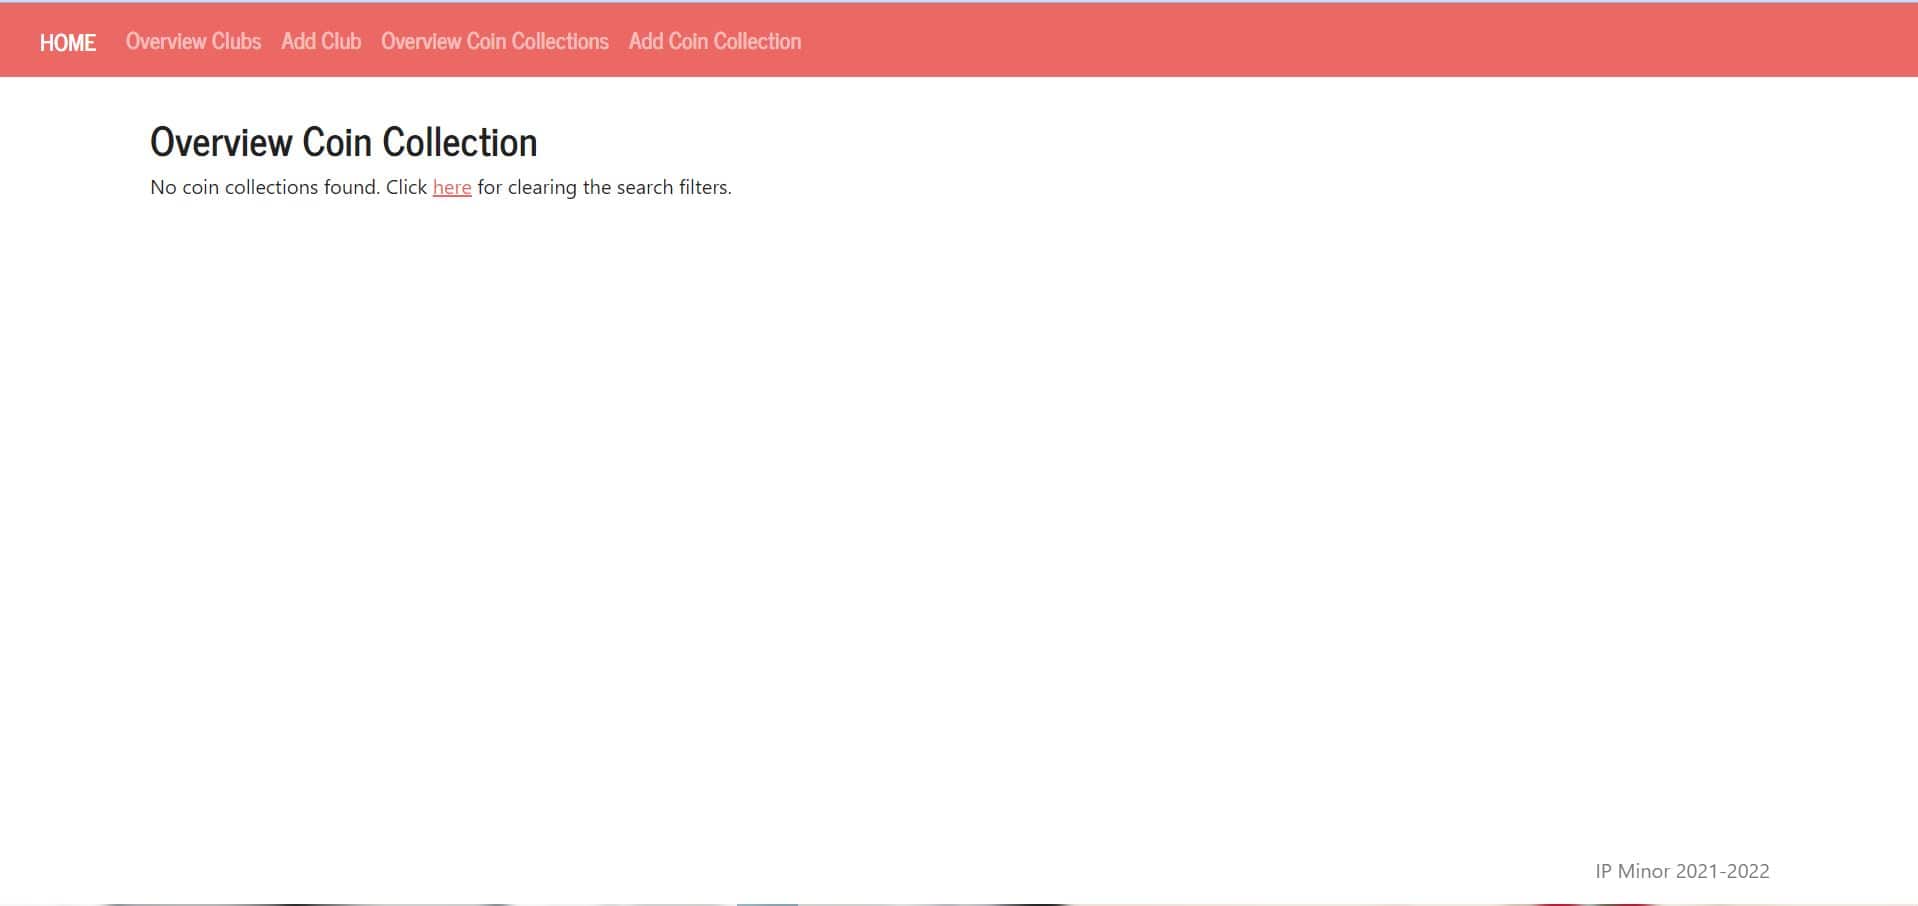 HOME Overview Clubs Add Club Overview Coin Collections Add Coin Collection
Overview Coin Collection
No coin collections found. Click here for clearing the search filters.
IP Minor 2021-2022